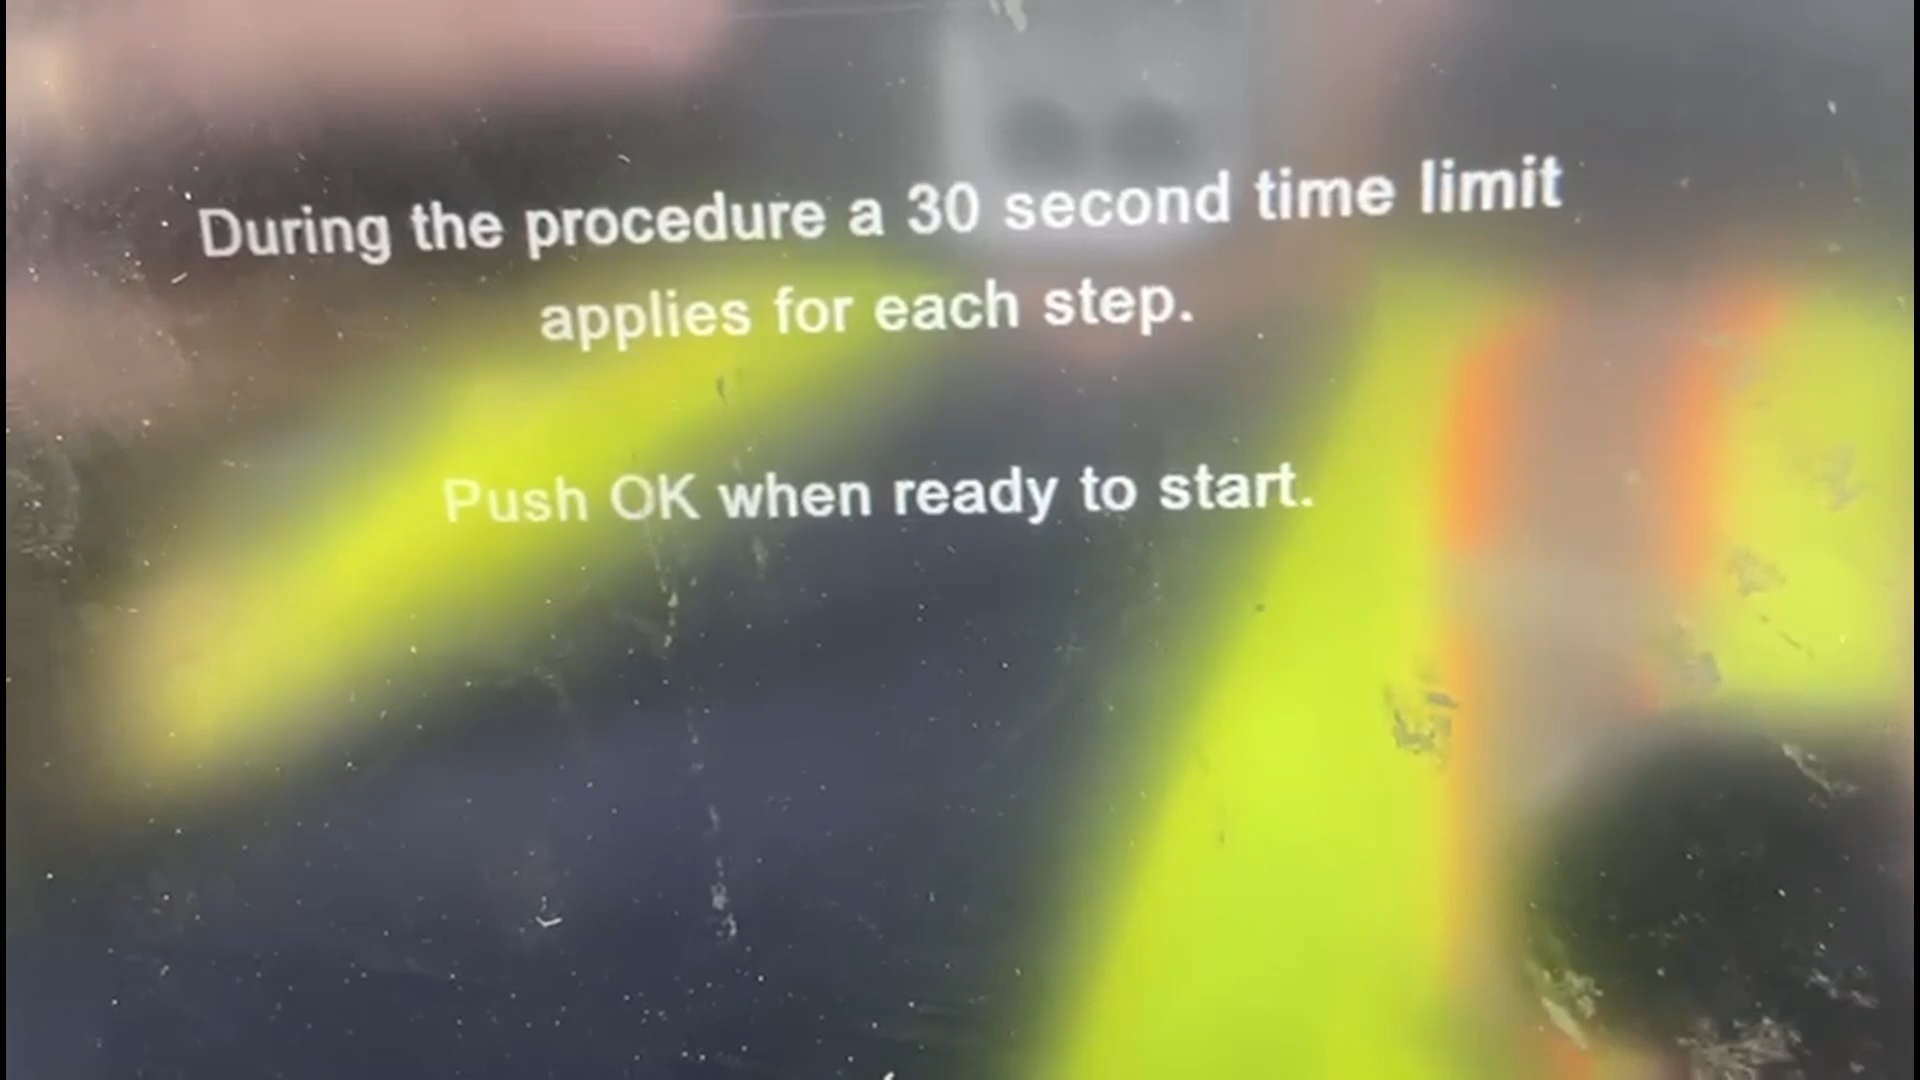 During the procedure a 30 second time limit
applies for each step.
Push OK when ready to start.